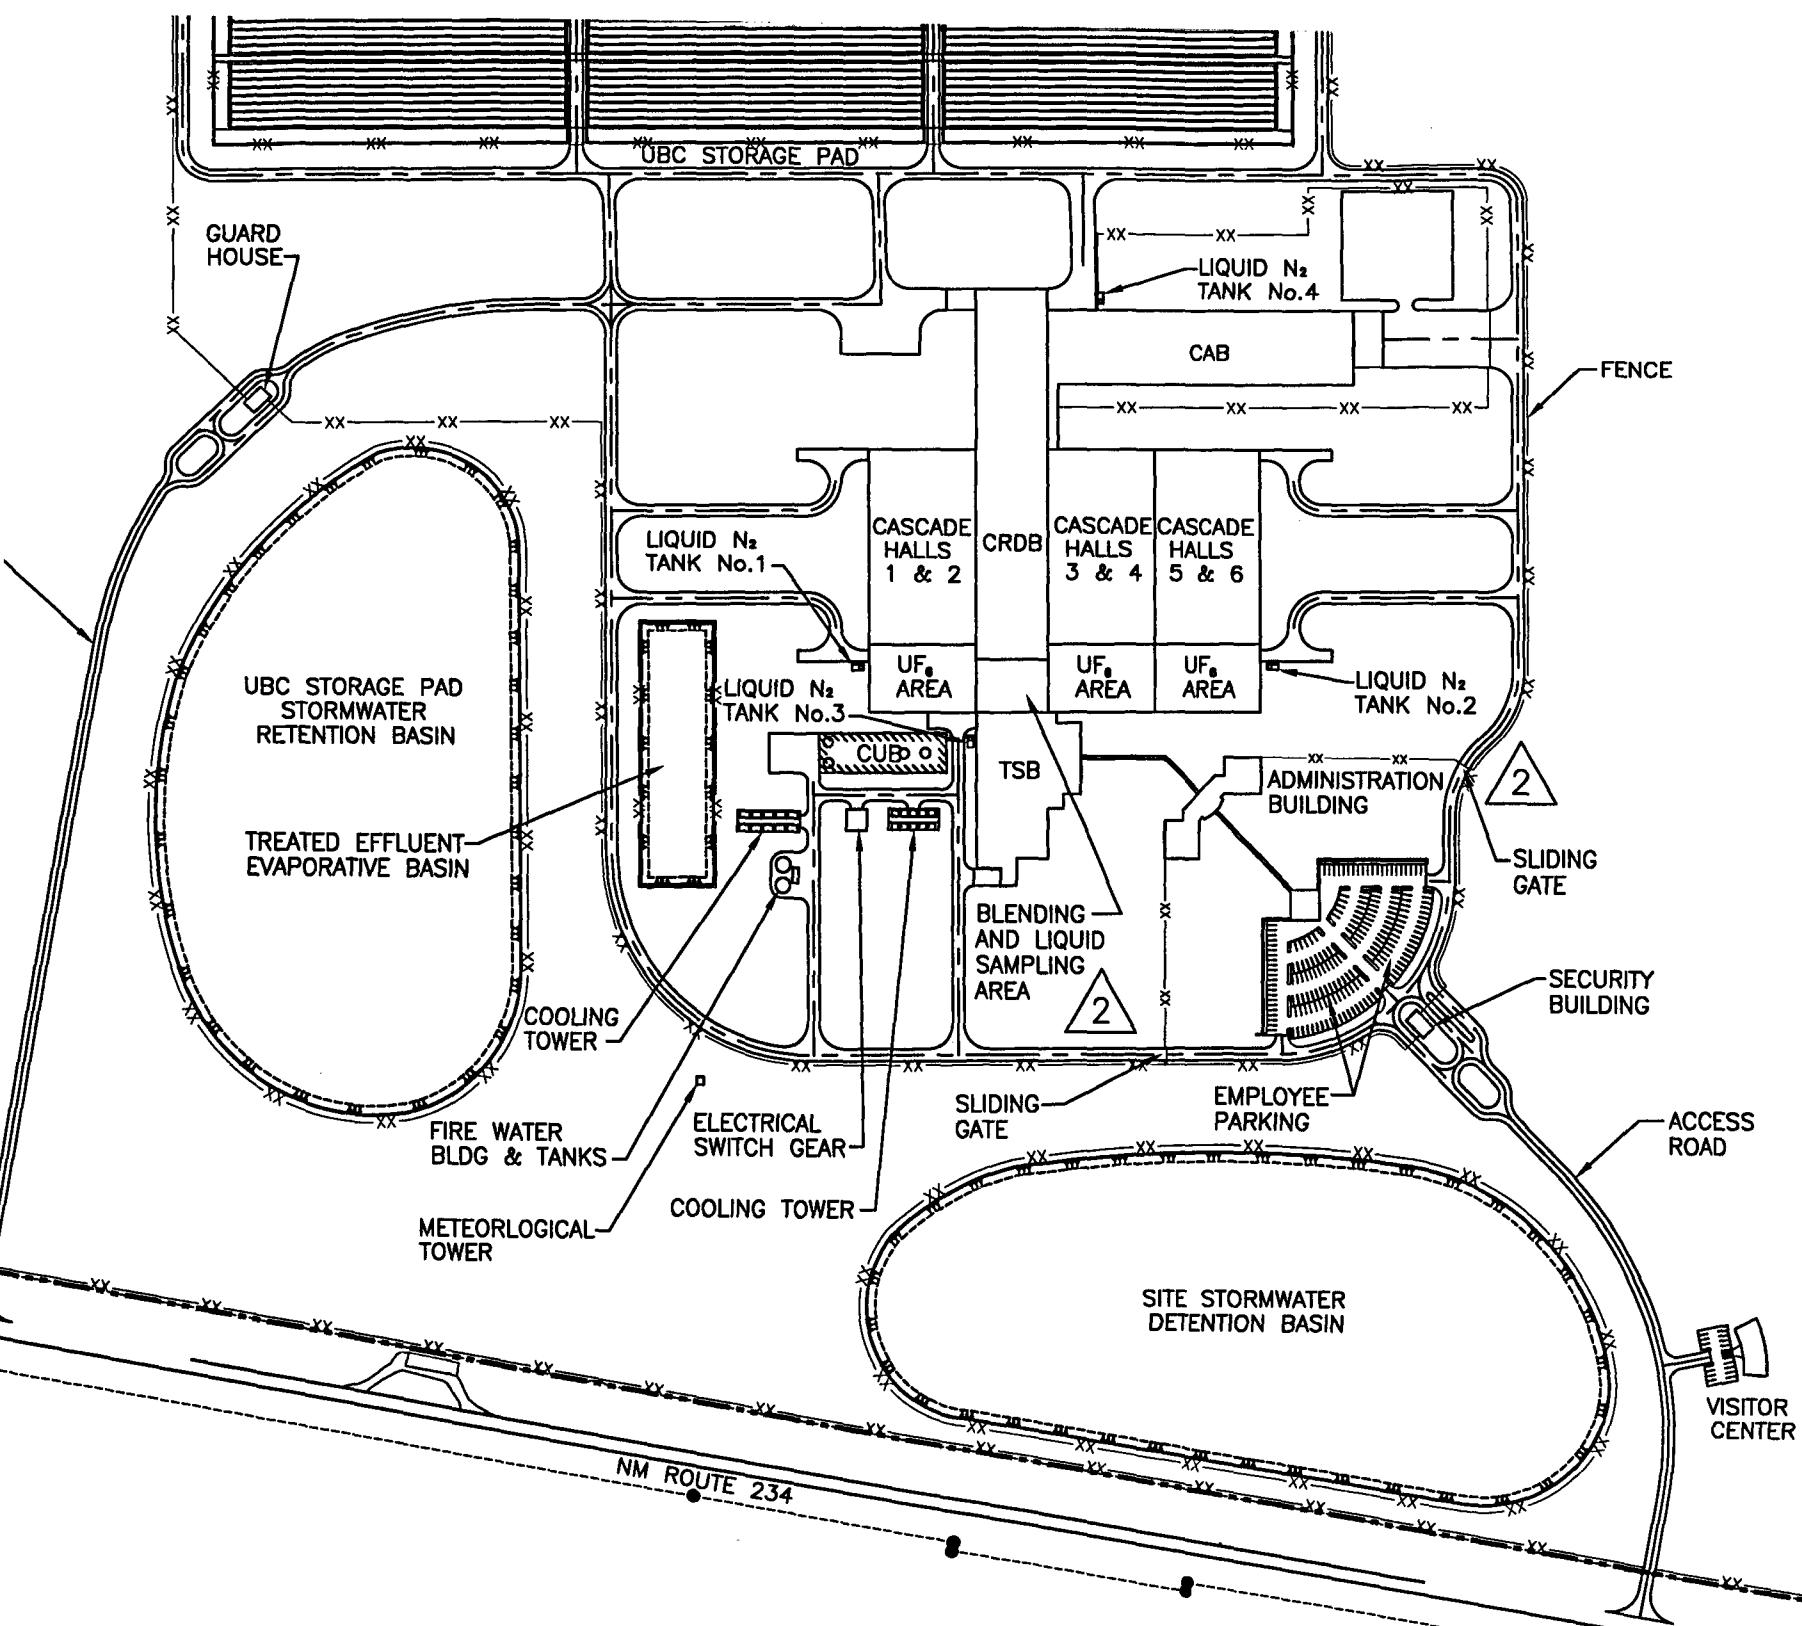 UBC STORAGE PAD
GUARD
HOUSE
LIQUID N₂
TANK No.4
CAB
FENCE
LIQUID N₂
TANK No.1
CASCADE
HALLS
1 & 2
CRDB
CASCADE
HALLS
3 & 4
CASCADE
HALLS
5 & 6
UF₆
AREA
UF₆
AREA
UF₆
AREA
UBC STORAGE PAD
STORMWATER
RETENTION BASIN
LIQUID N₂
TANK No.3
LIQUID N₂
TANK No.2
CUB
TSB
ADMINISTRATION
BUILDING
2
TREATED EFFLUENT
EVAPORATIVE BASIN
SLIDING
GATE
BLENDING
AND LIQUID
SAMPLING
AREA
2
SECURITY
BUILDING
COOLING
TOWER
FIRE WATER
BLDG & TANKS
ELECTRICAL
SWITCH GEAR
SLIDING
GATE
EMPLOYEE
PARKING
ACCESS
ROAD
METEORLOGICAL
TOWER
COOLING TOWER
SITE STORMWATER
DETENTION BASIN
VISITOR
CENTER
NM ROUTE 234